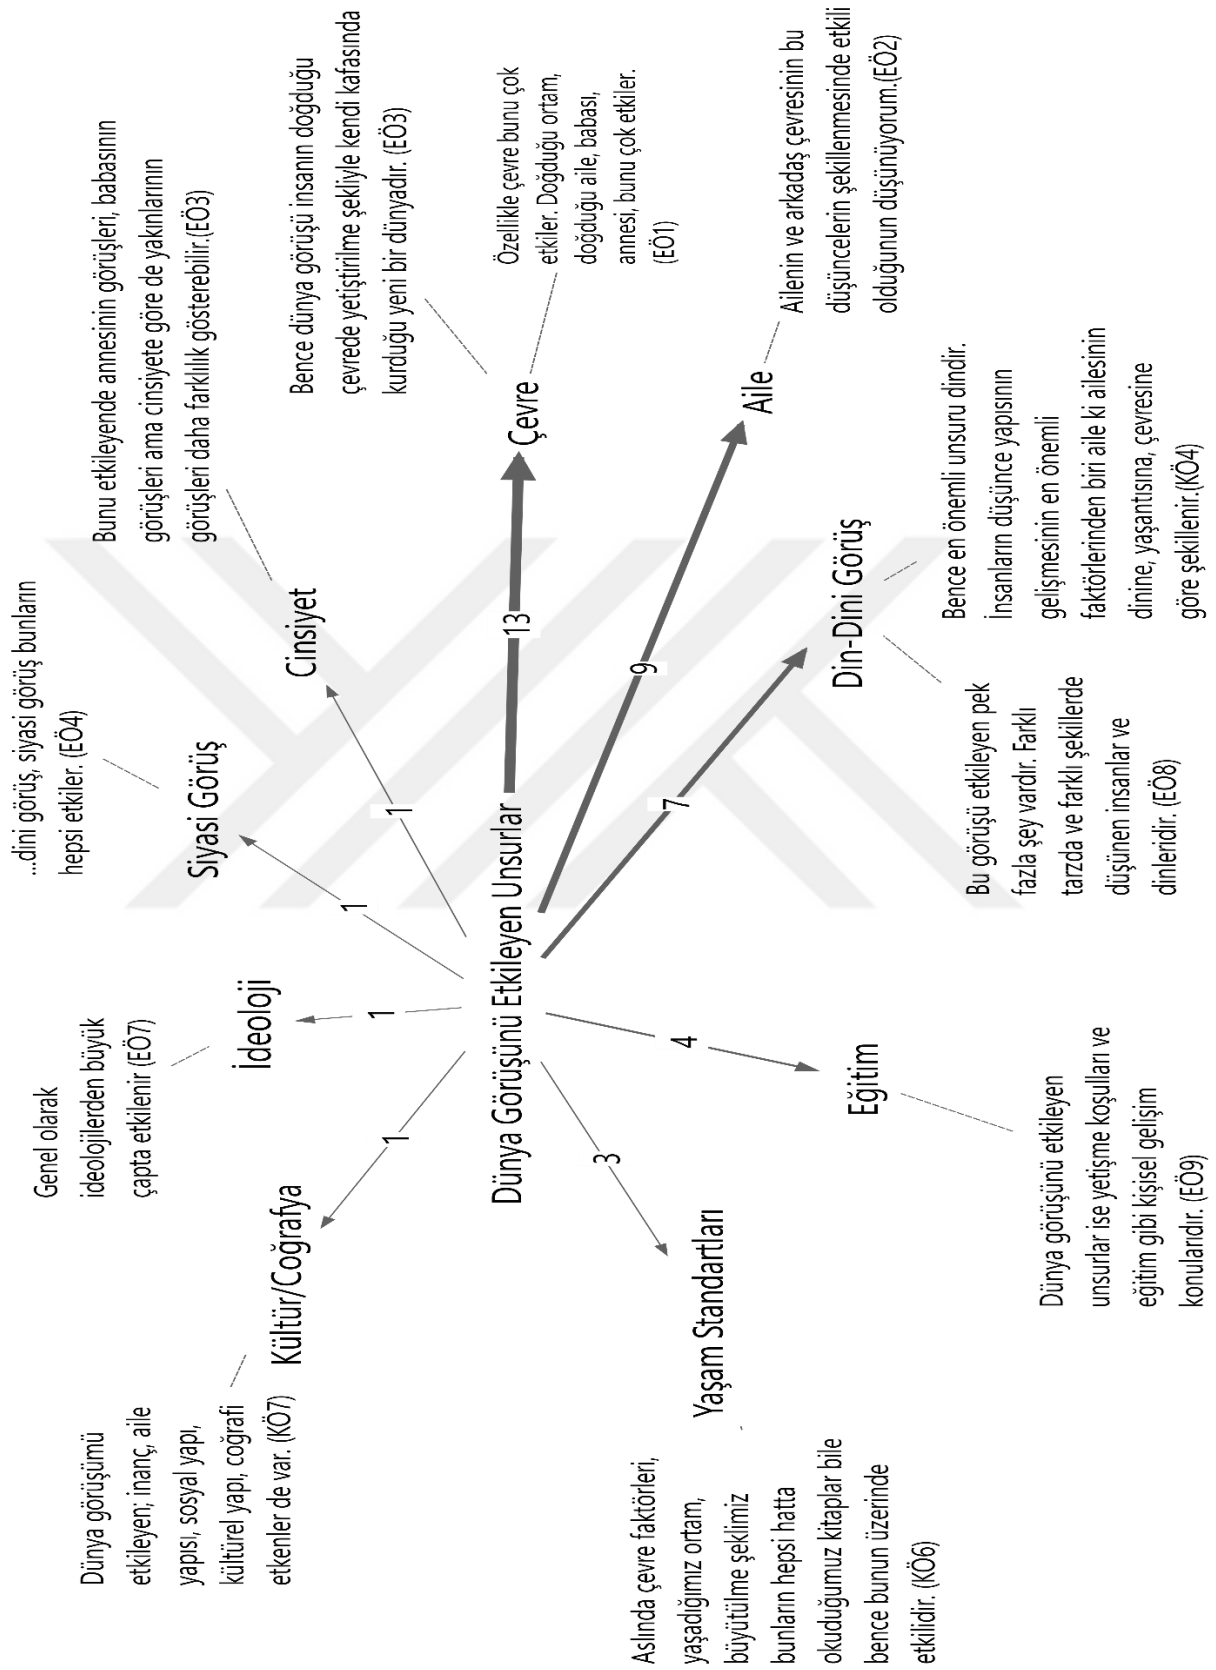 Dünya görüşümü
etkileyen; inanç, aile
yapısı, sosyal yapı,
kültürel yapı, coğrafi
etkenler de var. (KÖ7)
Kültür/Coğrafya
Genel olarak
ideolojilerden büyük
çapta etkilenir (EÖ7)
İdeoloji
...dini görüş, siyasi görüş bunların
hepsi etkiler. (EÖ4)
Siyasi Görüş
Bunu etkileyende annesinin görüşleri, babasının
görüşleri ama cinsiyete göre de yakınlarının
görüşleri daha farklılık gösterebilir.(EÖ3)
Cinsiyet
Bence dünya görüşü insanın doğduğu
çevrede yetiştirilme şekliyle kendi kafasında
kurduğu yeni bir dünyadır. (EÖ3)
Özellikle çevre bunu çok
etkiler. Doğduğu ortam,
doğduğu aile, babası,
annesi, bunu çok etkiler.
(EÖ1)
Çevre
1
1
1
1
13
Dünya Görüşünü Etkileyen Unsurlar
3
4
7
9
Aile
Ailenin ve arkadaş çevresinin bu
düşüncelerin şekillenmesinde etkili
olduğunun düşünüyorum.(EÖ2)
Yaşam Standartları
Aslında çevre faktörleri,
yaşadığımız ortam,
büyütülme şeklimiz
bunların hepsi hatta
okuduğumuz kitaplar bile
bence bunun üzerinde
etkilidir. (KÖ6)
Eğitim
Dünya görüşünü etkileyen
unsurlar ise yetişme koşulları ve
eğitim gibi kişisel gelişim
konularıdır. (EÖ9)
Din-Dini Görüş
Bu görüşü etkileyen pek
fazla şey vardır. Farklı
tarzda ve farklı şekillerde
düşünen insanlar ve
dinleridir. (EÖ8)
Bence en önemli unsuru dindir.
İnsanların düşünce yapısının
gelişmesinin en önemli
faktörlerinden biri aile ki ailesinin
dinine, yaşantısına, çevresine
göre şekillenir.(KÖ4)